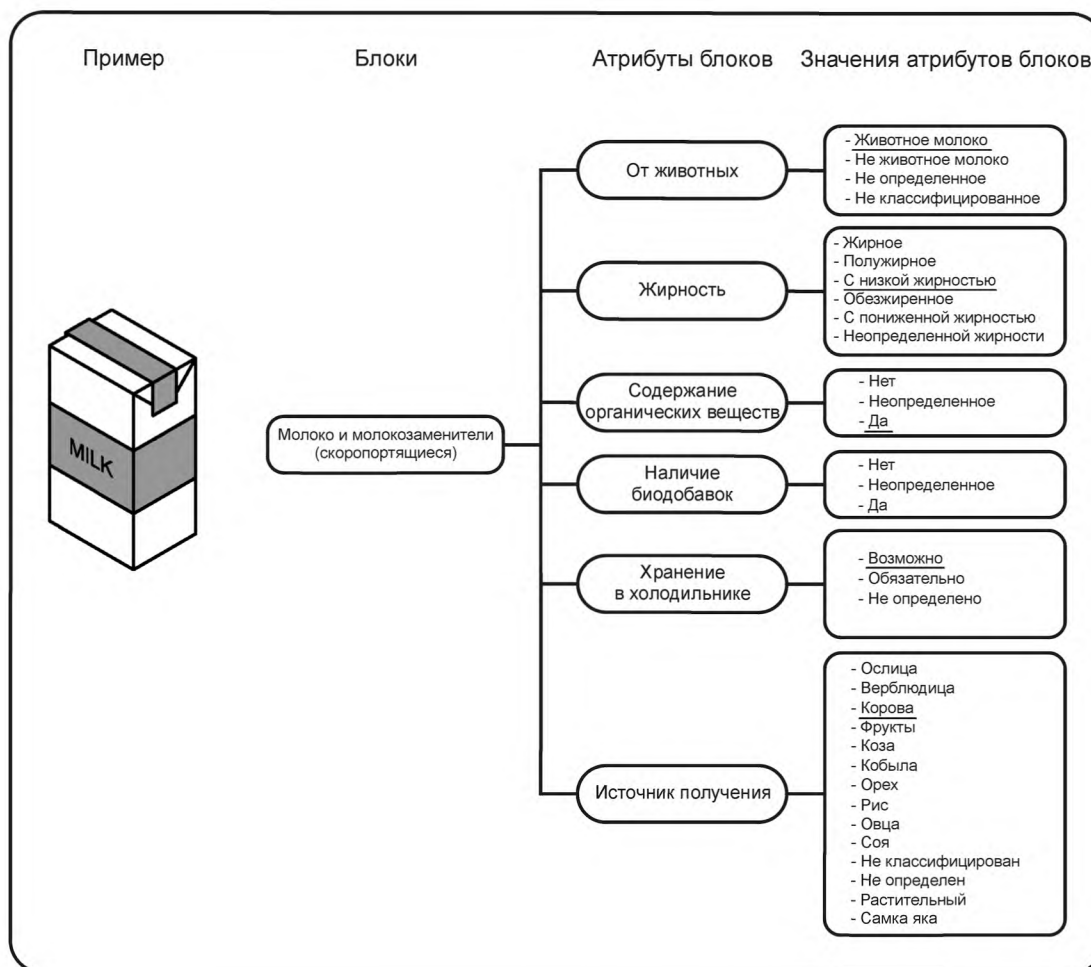 Пример
Блоки
Атрибуты блоков
Значения атрибутов блоков
MILK
Молоко и молокозаменители
(скоропортящиеся)
От животных
- Животное молоко
- Не животное молоко
- Не определенное
- Не классифицированное
Жирность
- Жирное
- Полужирное
- С низкой жирностью
- Обезжиренное
- С пониженной жирностью
- Неопределенной жирности
Содержание
органических веществ
- Нет
- Неопределенное
- Да
Наличие
биодобавок
- Нет
- Неопределенное
- Да
Хранение
в холодильнике
- Возможно
- Обязательно
- Не определено
Источник получения
- Ослица
- Верблюдица
- Корова
- Фрукты
- Коза
- Кобыла
- Орех
- Рис
- Овца
- Соя
- Не классифицирован
- Не определен
- Растительный
- Самка яка